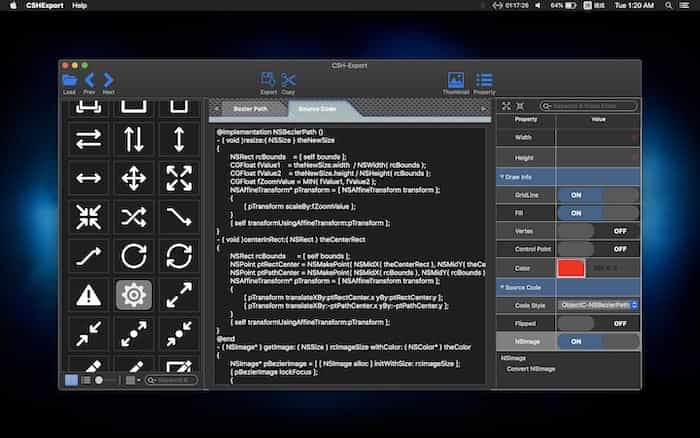 CSHExport Help
01:17:26 64% Tue 1:20 AM
CSH-Export
Load Prev Next Export Copy Thumbnail Property
Bezier Path Source Code
@implementation NSBezierPath ()
- ( void )resize:( NSSize ) theNewSize
{
NSRect rcBounds = [ self bounds ];
CGFloat fValue1 = theNewSize.width / NSWidth( rcBounds );
CGFloat fValue2 = theNewSize.height / NSHeight( rcBounds );
CGFloat fZoomValue = MIN( fValue1, fValue2 );
NSAffineTransform* pTransform = [ NSAffineTransform transform ];
{
[ pTransform scaleBy:fZoomValue ];
}
[ self transformUsingAffineTransform:pTransform ];
}
- ( void )centerInRect:( NSRect ) theCenterRect
{
NSRect rcBounds = [ self bounds ];
NSPoint ptRectCenter = NSMakePoint( NSMidX( theCenterRect ), NSMidY( theCe
NSPoint ptPathCenter = NSMakePoint( NSMidX( rcBounds ), NSMidY( rcBounds )
NSAffineTransform* pTransform = [ NSAffineTransform transform ];
{
[ pTransform translateXBy:ptRectCenter.x yBy:ptRectCenter.y ];
[ pTransform translateXBy:-ptPathCenter.x yBy:-ptPathCenter.y ];
}
[ self transformUsingAffineTransform:pTransform ];
}
@end
- ( NSImage* ) getImage: ( NSSize ) rcImageSize withColor: ( NSColor* ) theColor
{
NSImage* pBezierImage = [ [ NSImage alloc ] initWithSize: rcImageSize ];
[ pBezierImage lockFocus ];
{
Property Value
Width
Height
Draw Info
GridLine ON
Fill ON
Vertex OFF
Control Point OFF
Color
Source Code
Code Style ObjectC-NSBezierPath
Flipped OFF
NSImage ON
NSImage
Convert NSImage
Keyword &